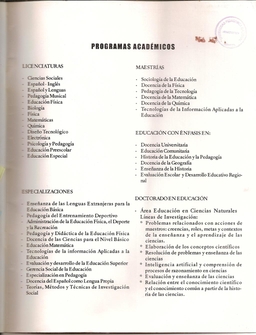 PROGRAMAS ACADÉMICOS
LICENCIATURAS
- Ciencias Sociales
- Español - Inglés
- Español y Lenguas
- Pedagogía Musical
- Educación Física
- Biología
- Física
- Matemáticas
- Química
- Diseño Tecnológico
- Electrónica
- Psicología y Pedagogía
- Educación Preescolar
- Educación Especial
ESPECIALIZACIONES
- Enseñanza de las Lenguas Extranjeras para la
Educación Básica
- Pedagogía del Entrenamiento Deportivo
- Administración de la Educación Física, el Deporte
y la Recreación
- Pedagogía y Didáctica de la Educación Física
- Docencia de las Ciencias para el Nivel Básico
- Educación Matemática
- Tecnologías de la Información aplicadas a la
Educación
- Evaluación y desarrollo de la Educación Superior
- Gerencia Social de la Educación
- Especialización en Pedagogía
- Docencia del Español como Lengua Propia
- Teorías, Métodos y Técnicas de Investigación
Social
MAESTRÍAS
- Sociología de la Educación
- Docencia de la Física
- Pedagogía de la Tecnología
- Docencia de la Matemática
- Docencia de la Química
- Tecnologías de la Información Aplicadas a la
Educación
EDUCACIÓN CON ÉNFASIS EN:
- Docencia Universitaria
- Educación Comunitaria
- Historia de la Educación y la Pedagogía
- Docencia de la Geografía
- Enseñanza de la Historia
- Evaluación Escolar y Desarrollo Educativo Regio-
nal
DOCTORADO EN EDUCACIÓN
Área Educación en Ciencias Naturales
Líneas de Investigación:
* Problemas relacionados con acciones de
maestros: creencias, roles, metas y contextos
de la enseñanza y el aprendizaje de las
ciencias.
* Elaboración de los conceptos científicos
* Resolución de problemas y enseñanza de las
ciencias
* Inteligencia artificial y comprensión de
procesos de razonamiento en ciencias
* Evaluación y enseñanza de las ciencias
* Relación entre el conocimiento científico
y el conocimiento común a partir de la histo-
ria de las ciencias.